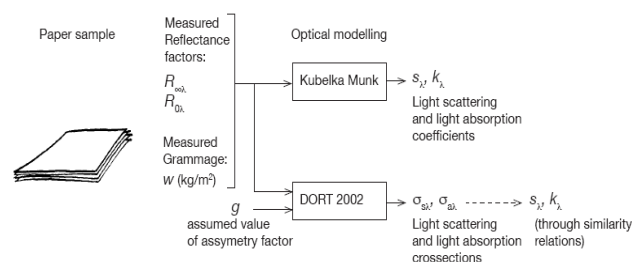 Paper sample
Measured
Reflectance
factors:
R∞λ
R0λ
Measured
Grammage:
w (kg/m²)
g
assumed value
of assymetry factor
Optical modelling
Kubelka Munk
sλ, kλ
Light scattering
and light absorption
coefficients
DORT 2002
σsλ, σaλ
Light scattering
and light absorption
crossections
sλ, kλ
(through similarity
relations)